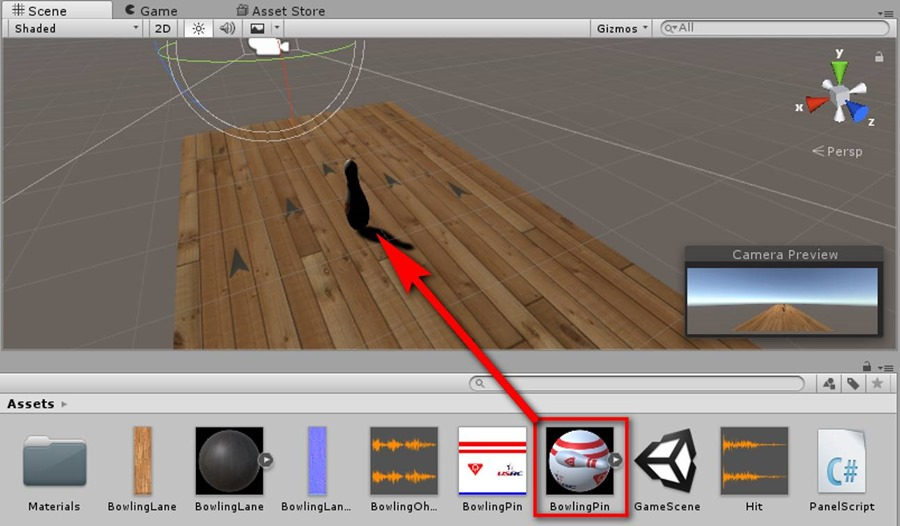 Scene Game Asset Store
Shaded 2D Gizmos All
y
x
z
Persp
Camera Preview
Assets
USBC
Materials BowlingLane BowlingLane BowlingLan... BowlingOh... BowlingPin BowlingPin GameScene Hit PanelScript
C#